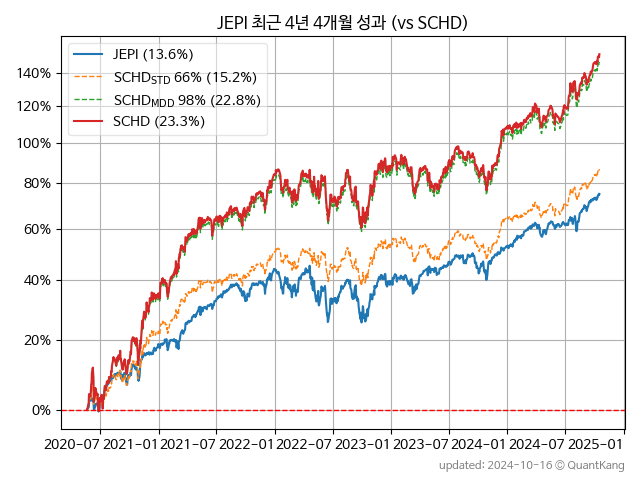 JEPI 최근 4년 4개월 성과 (vs SCHD)
JEPI (13.6%)
SCHD_STD 66% (15.2%)
SCHD_MDD 98% (22.8%)
SCHD (23.3%)
140%
120%
100%
80%
60%
40%
20%
0%
2020-07 2021-01 2021-07 2022-01 2022-07 2023-01 2023-07 2024-01 2024-07 2025-01
updated: 2024-10-16 © QuantKang